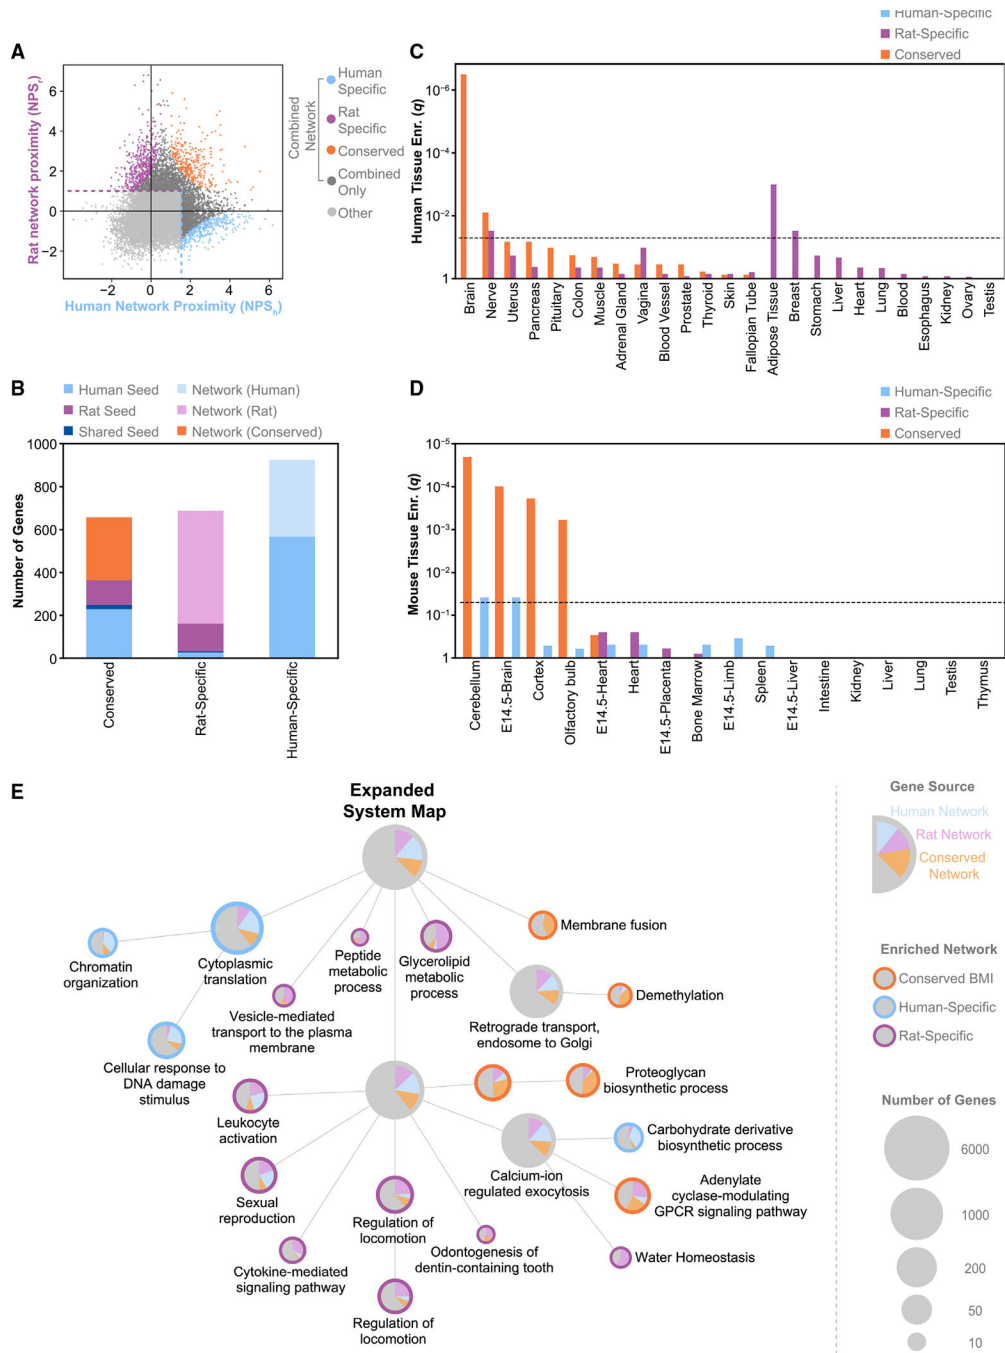 A
Rat network proximity (NPSr)
6
4
2
0
−2
−2
0
2
4
6
Human Network Proximity (NPSh)
Combined
Network
Human
Specific
Rat
Specific
Conserved
Combined
Only
Other
B
Human Seed
Rat Seed
Shared Seed
Network (Human)
Network (Rat)
Network (Conserved)
Number of Genes
1000
800
600
400
200
0
Conserved
Rat-Specific
Human-Specific
C
Human-Specific
Rat-Specific
Conserved
Human Tissue Enr. (q)
10−6
10−4
10−2
1
Brain
Nerve
Uterus
Pancreas
Pituitary
Colon
Muscle
Adrenal Gland
Vagina
Blood Vessel
Prostate
Thyroid
Skin
Fallopian Tube
Adipose Tissue
Breast
Stomach
Liver
Heart
Lung
Blood
Esophagus
Kidney
Ovary
Testis
D
Human-Specific
Rat-Specific
Conserved
Mouse Tissue Enr. (q)
10−5
10−4
10−3
10−2
10−1
1
Cerebellum
E14.5-Brain
Cortex
Olfactory bulb
E14.5-Heart
Heart
E14.5-Placenta
Bone Marrow
E14.5-Limb
Spleen
E14.5-Liver
Intestine
Kidney
Liver
Lung
Testis
Thymus
E
Expanded
System Map
Chromatin
organization
Cytoplasmic
translation
Cellular response to
DNA damage
stimulus
Vesicle-mediated
transport to the plasma
membrane
Peptide
metabolic
process
Glycerolipid
metabolic
process
Membrane fusion
Retrograde transport,
endosome to Golgi
Demethylation
Proteoglycan
biosynthetic process
Leukocyte
activation
Sexual
reproduction
Cytokine-mediated
signaling pathway
Regulation of
locomotion
Regulation of
locomotion
Odontogenesis of
dentin-containing tooth
Calcium-ion
regulated exocytosis
Carbohydrate derivative
biosynthetic process
Adenylate
cyclase-modulating
GPCR signaling pathway
Water Homeostasis
Gene Source
Human Network
Rat Network
Conserved
Network
Enriched Network
Conserved BMI
Human-Specific
Rat-Specific
Number of Genes
6000
1000
200
50
10